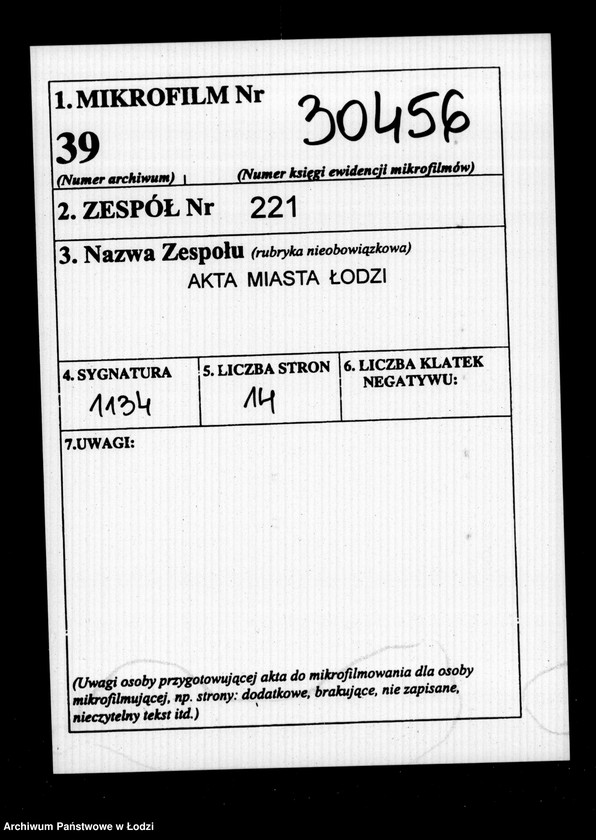 1. MIKROFILM Nr 30456
39
(Numer archiwum) (Numer księgi ewidencji mikrofilmów)
2. ZESPÓŁ Nr 221
3. Nazwa Zespołu (rubryka nieobowiązkowa)
AKTA MIASTA ŁODZI
4. SYGNATURA 5. LICZBA STRON 6. LICZBA KLATEK
NEGATYWU:
1134 14
7.UWAGI:
(Uwagi osoby przygotowującej akta do mikrofilmowania dla osoby
mikrofilmującej, np. strony: dodatkowe, brakujące, nie zapisane,
nieczytelny tekst itd.)
Archiwum Państwowe w Łodzi